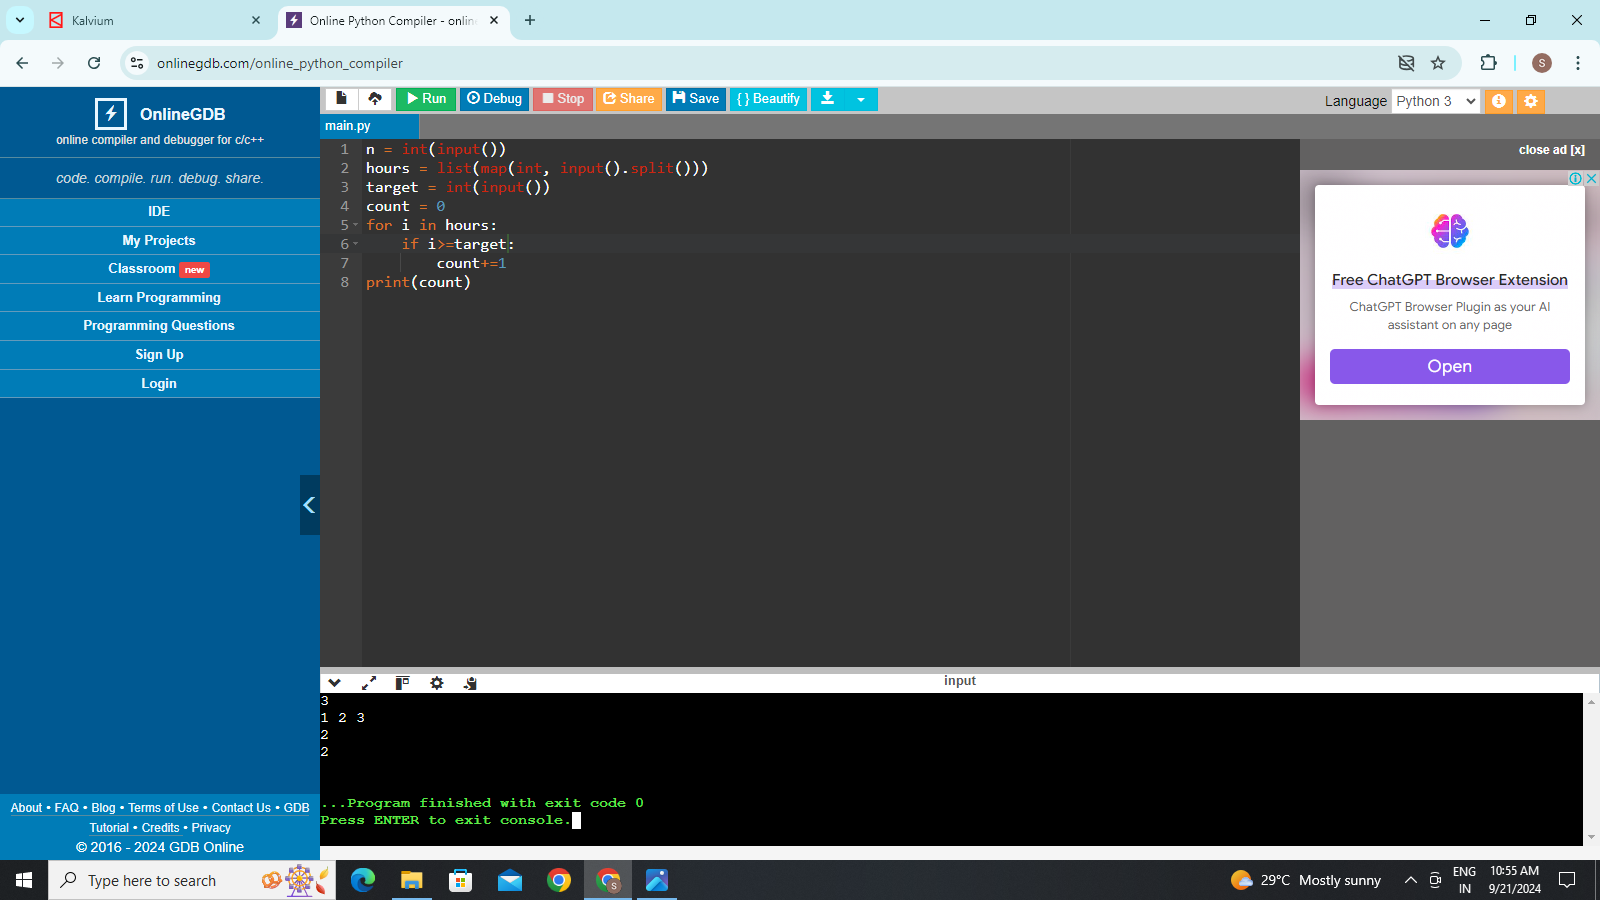 Kalvium
Online Python Compiler - onlin
onlinegdb.com/online_python_compiler
S
OnlineGDB
online compiler and debugger for c/c++
code. compile. run. debug. share.
IDE
My Projects
Classroom new
Learn Programming
Programming Questions
Sign Up
Login
About • FAQ • Blog • Terms of Use • Contact Us • GDB
Tutorial • Credits • Privacy
© 2016 - 2024 GDB Online
Run Debug Stop Share Save {} Beautify
Language Python 3
main.py
1 n = int(input())
2 hours = list(map(int, input().split()))
3 target = int(input())
4 count = 0
5 for i in hours:
6     if i>=target:
7         count+=1
8 print(count)
close ad [x]
Free ChatGPT Browser Extension
ChatGPT Browser Plugin as your AI
assistant on any page
Open
input
3
1 2 3
2
2
...Program finished with exit code 0
Press ENTER to exit console.
Type here to search
S
29°C Mostly sunny
ENG
IN
10:55 AM
9/21/2024